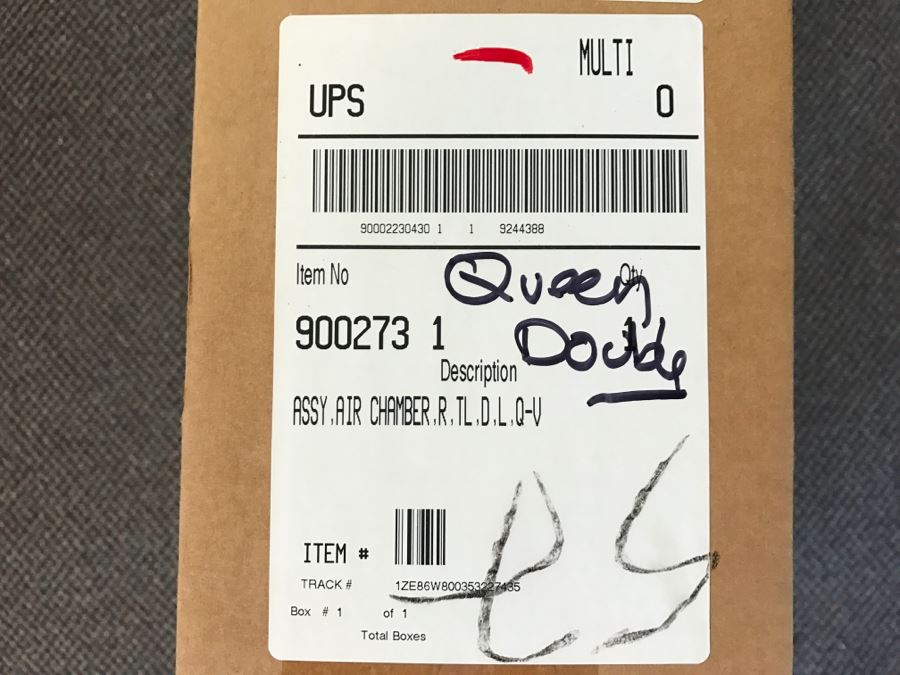 MULTI
UPS 0
90002230430 1 1 9244388
Item No Qty
Queen
900273 1 1
Double
Description
ASSY,AIR CHAMBER,R,TL,D,L,Q-V
ITEM #
TRACK # 1ZE86W800353227435
Box # 1 of 1
Total Boxes